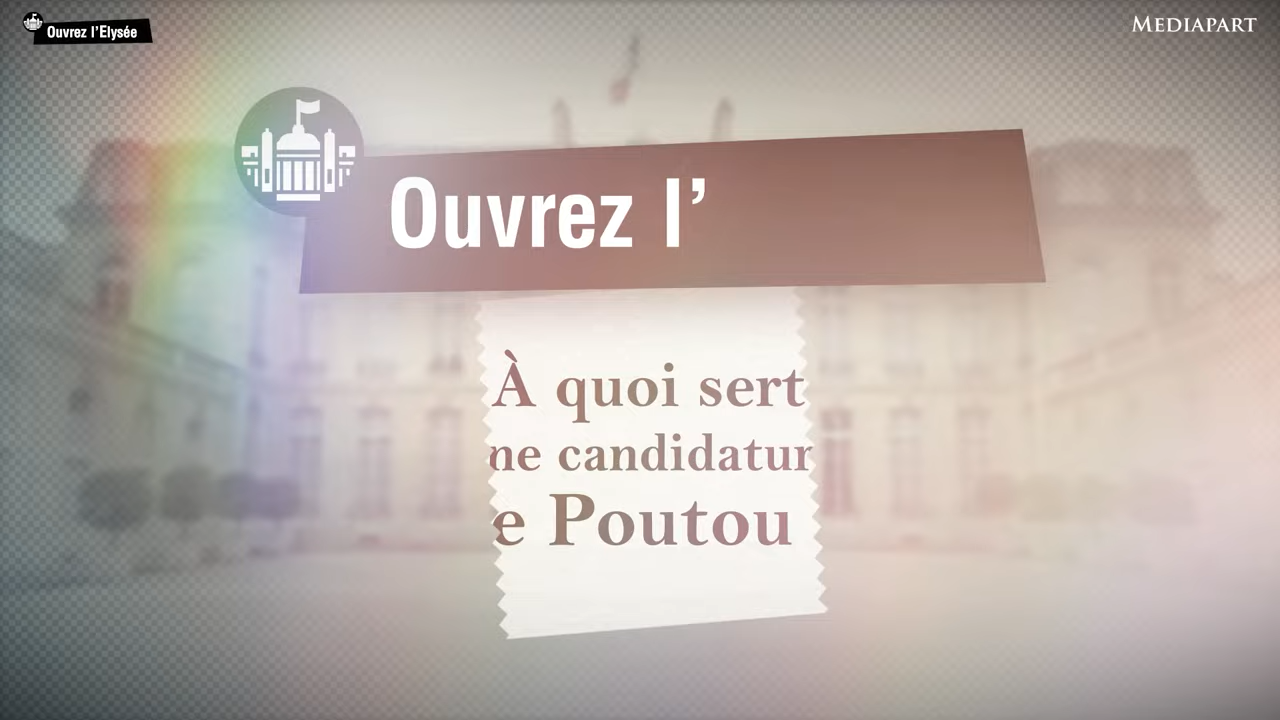 Ouvrez l'Elysée
MEDIAPART
Ouvrez l’
À quoi sert
ne candidatur
e Poutou